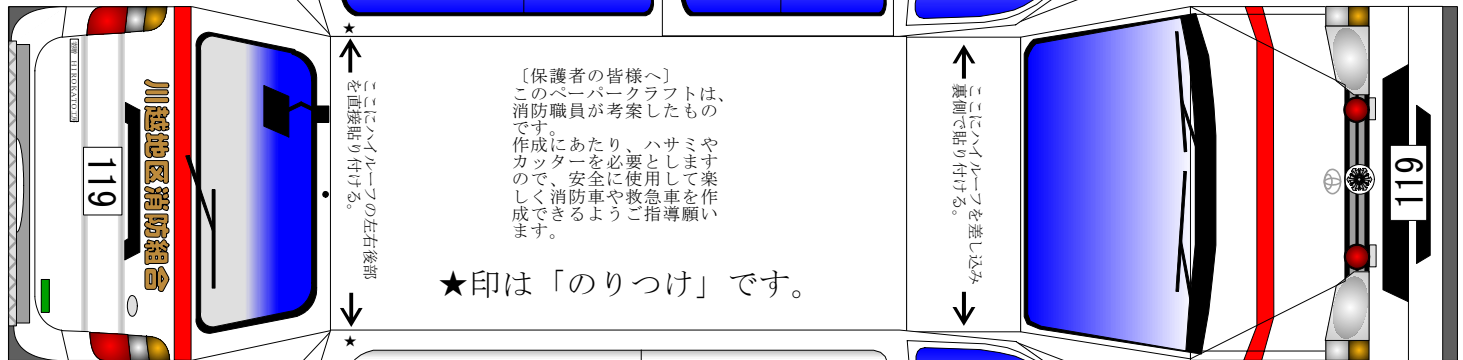 川越地区消防組合
119
ここにハイルーフの左右後部
を直接貼り付ける。
★
〔保護者の皆様へ〕
このペーパークラフトは、
消防職員が考案したもの
です。
作成にあたり、ハサミや
カッターを必要とします
ので、安全に使用して楽
しく消防車や救急車を作
成できるようご指導願い
ます。
★印は「のりつけ」です。
★
ここにハイルーフを差し込み
裏側で貼り付ける。
119